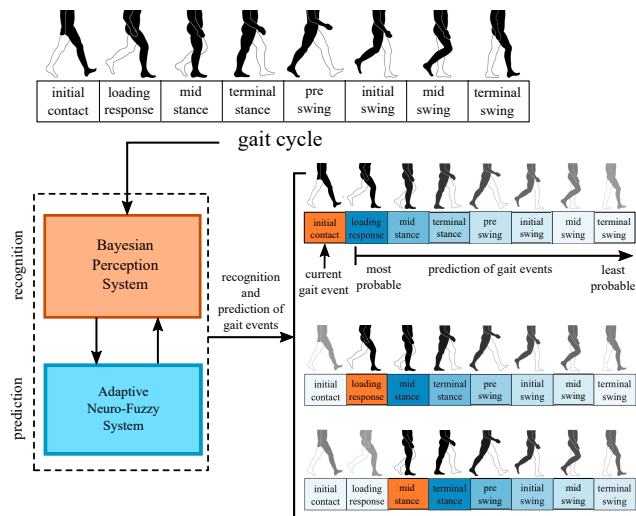 initial loading mid terminal pre initial mid terminal
contact response stance stance swing swing swing swing
gait cycle
recognition
Bayesian
Perception
System
prediction
Adaptive
Neuro-Fuzzy
System
recognition
and
prediction of
gait events
initial loading mid terminal pre initial mid terminal
contact response stance stance swing swing swing swing
current
gait event
most
probable
prediction of gait events
least
probable
initial loading mid terminal pre initial mid terminal
contact response stance stance swing swing swing swing
initial loading mid terminal pre initial mid terminal
contact response stance stance swing swing swing swing